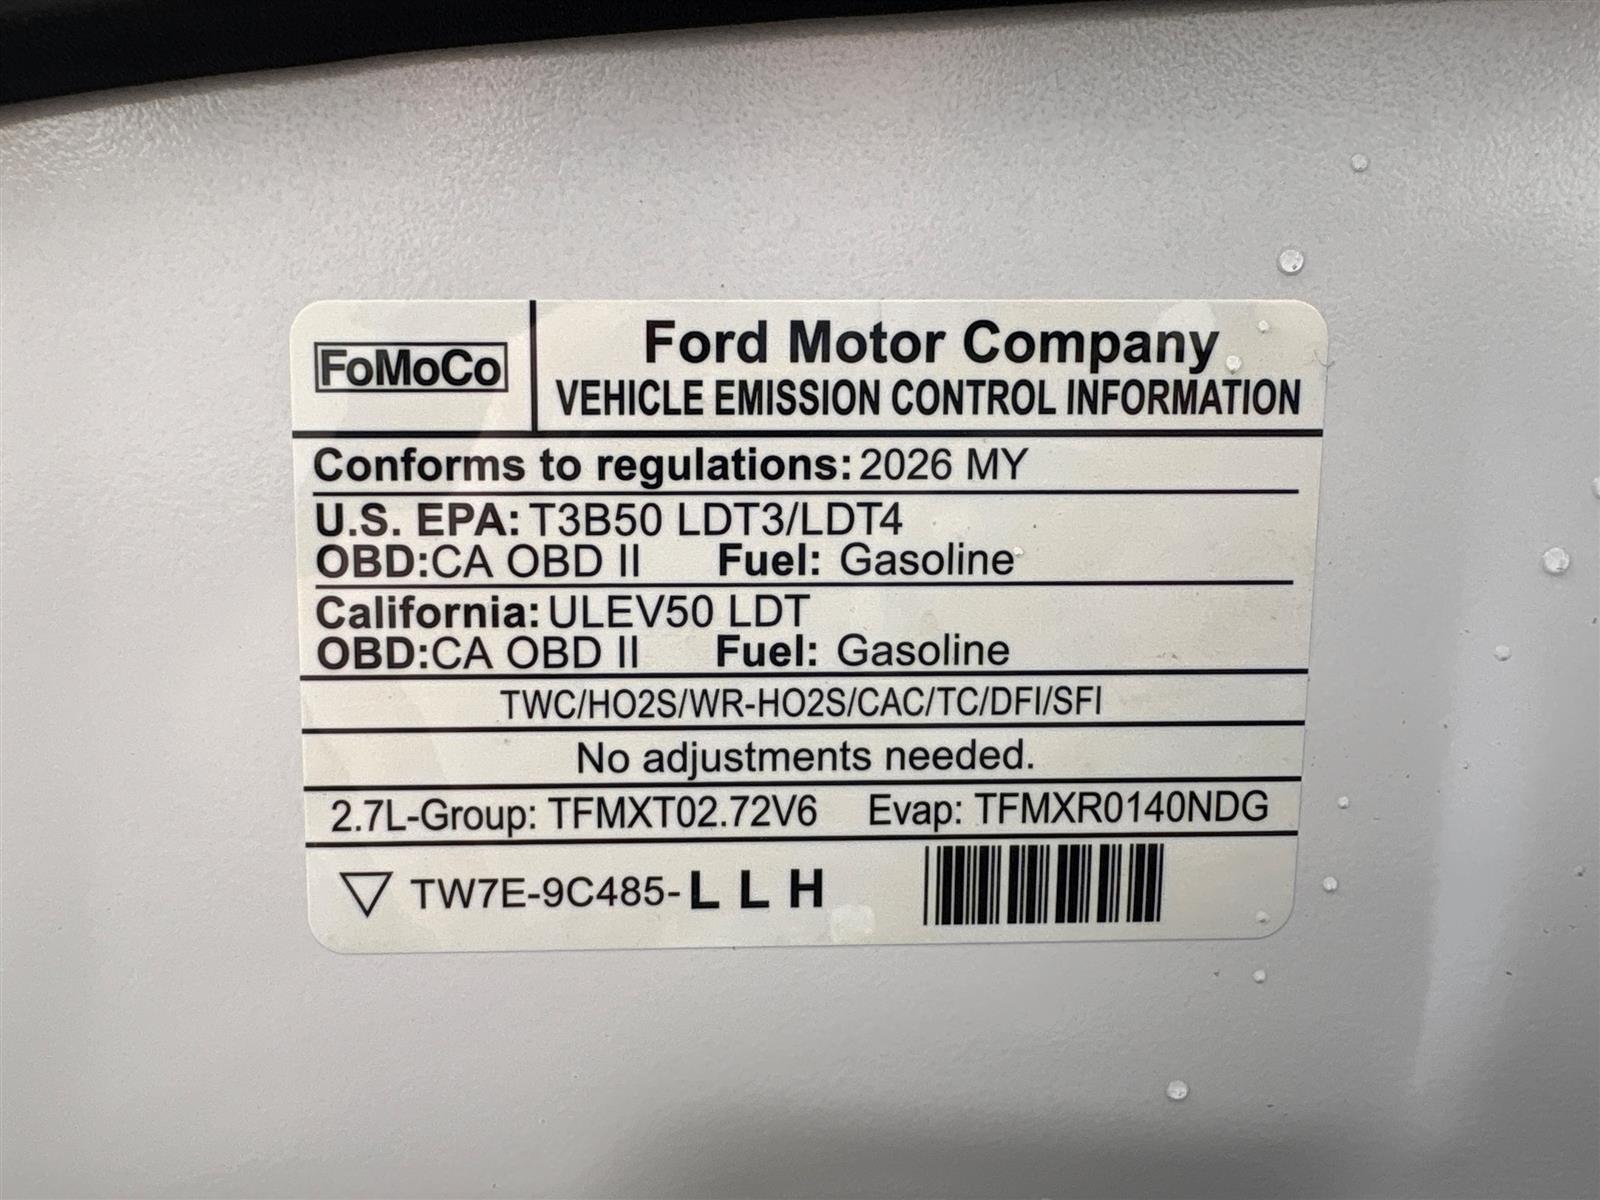 FoMoCo
Ford Motor Company
VEHICLE EMISSION CONTROL INFORMATION
Conforms to regulations: 2026 MY
U.S. EPA: T3B50 LDT3/LDT4
OBD: CA OBD II Fuel: Gasoline
California: ULEV50 LDT
OBD: CA OBD II Fuel: Gasoline
TWC/HO2S/WR-HO2S/CAC/TC/DFI/SFI
No adjustments needed.
2.7L-Group: TFMXT02.72V6 Evap: TFMXR0140NDG
TW7E-9C485-L L H